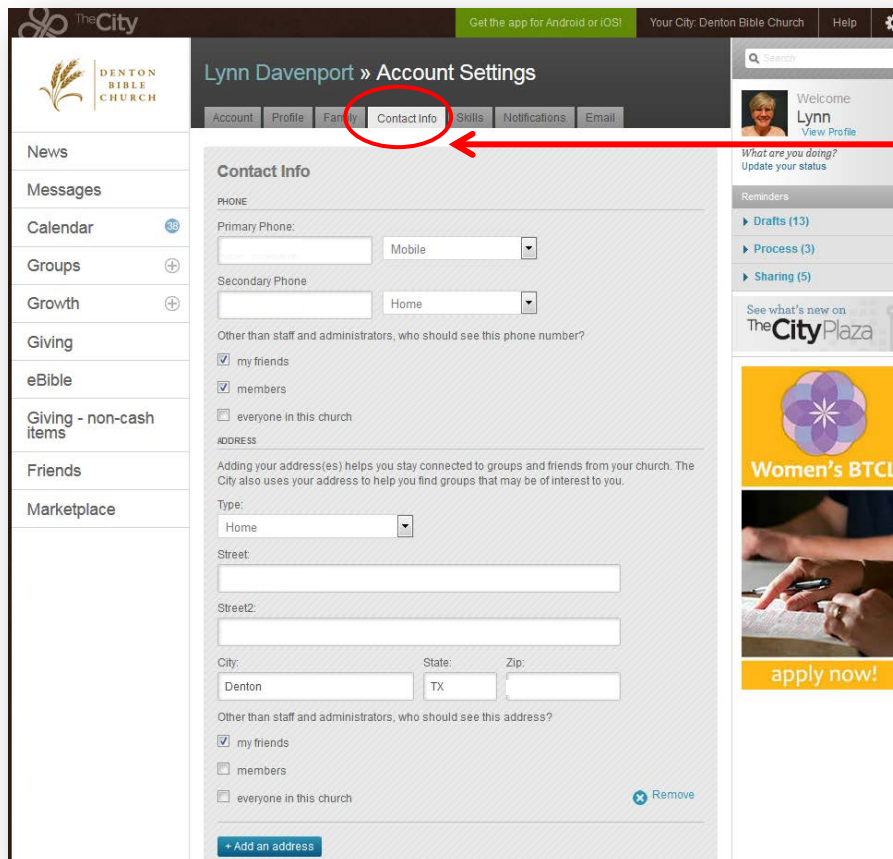 TheCity
Get the app for Android or iOS!
Your City: Denton Bible Church
Help
DENTON
BIBLE
CHURCH
News
Messages
Calendar 38
Groups
Growth
Giving
eBible
Giving - non-cash
items
Friends
Marketplace
Lynn Davenport » Account Settings
Account Profile Family Contact Info Skills Notifications Email
Contact Info
PHONE
Primary Phone:
Mobile
Secondary Phone
Home
Other than staff and administrators, who should see this phone number?
my friends
members
everyone in this church
ADDRESS
Adding your address(es) helps you stay connected to groups and friends from your church. The
City also uses your address to help you find groups that may be of interest to you.
Type:
Home
Street:
Street2:
City: State: Zip:
Denton TX
Other than staff and administrators, who should see this address?
my friends
members
everyone in this church
Remove
+ Add an address
Search
Welcome
Lynn
View Profile
What are you doing?
Update your status
Reminders
Drafts (13)
Process (3)
Sharing (5)
See what's new on
TheCityPlaza
Women's BTCL
apply now!